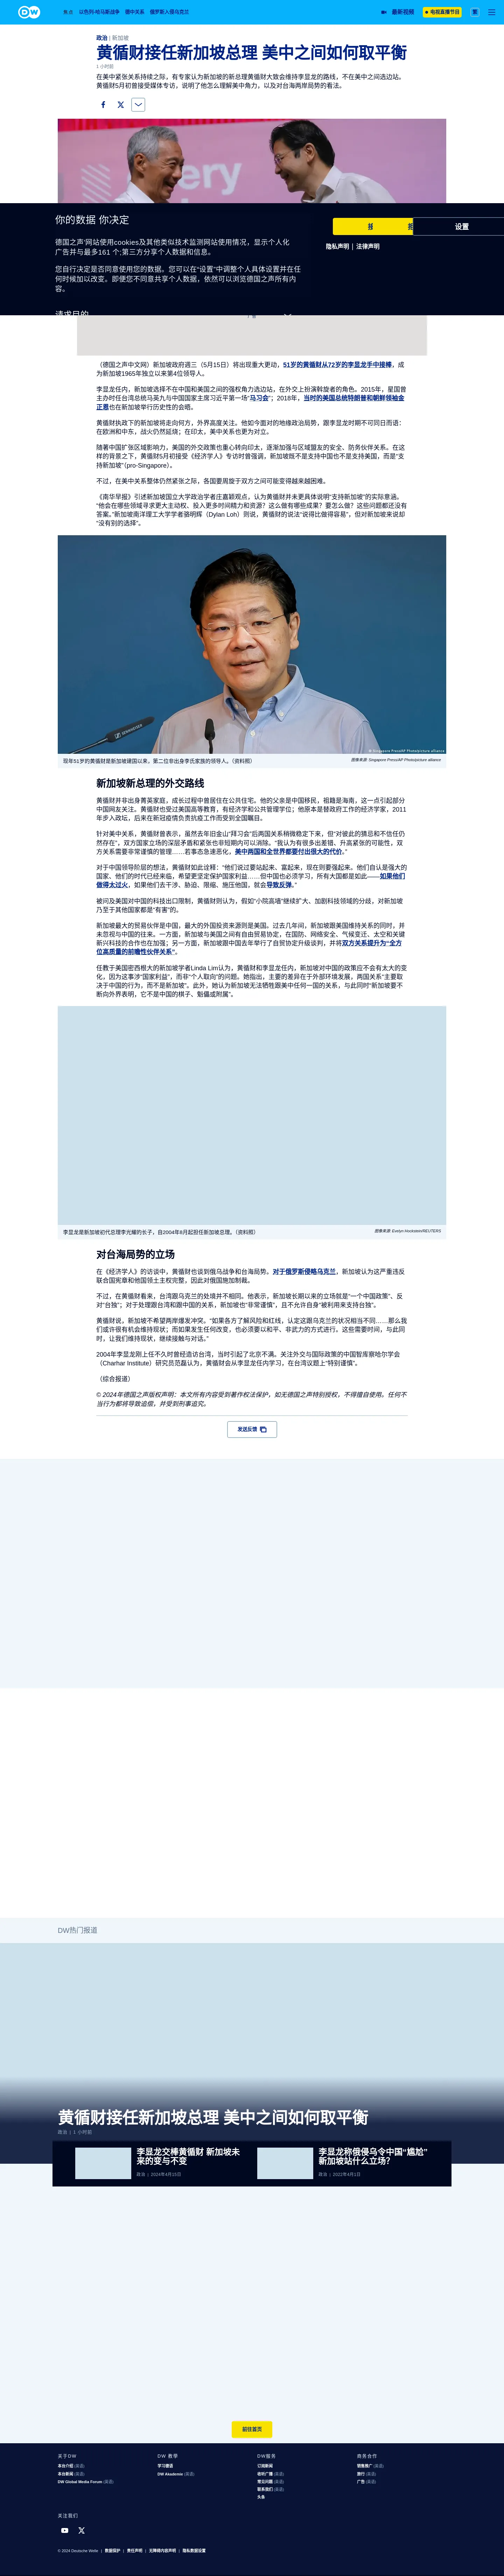 DW
焦点 以色列-哈马斯战争 德中关系 俄罗斯入侵乌克兰
最新视频
电视直播节目
繁
政治 | 新加坡
黄循财接任新加坡总理 美中之间如何取平衡
1 小时前
在美中紧张关系持续之际，有专家认为新加坡的新总理黄循财大致会维持李显龙的路线，不在美中之间选边站。
黄循财5月初曾接受媒体专访，说明了他怎么理解美中角力，以及对台海两岸局势的看法。
你的数据 你决定
设置
隐私声明 | 法律声明
德国之声'网站使用cookies及其他类似技术监测网站使用情况，显示个人化
广告并与最多161 个;第三方分享个人数据和信息。
您自行决定是否同意使用您的数据。您可以在“设置”中调整个人具体设置并在任
何时候加以改变。即便您不同意共享个人数据，依然可以浏览德国之声所有内
容。
（德国之声中文网）新加坡政府週三（5月15日）将出现重大更动，51岁的黄循财从72岁的李显龙手中接棒，成
为新加坡1965年独立以来第4位领导人。
李显龙任内，新加坡选择不在中国和美国之间的强权角力选边站，在外交上扮演斡旋者的角色。2015年，星国曾
主办时任台湾总统马英九与中国国家主席习近平第一场“马习会”；2018年，当时的美国总统特朗普和朝鲜领袖金
正恩也在新加坡举行历史性的会晤。
黄循财执政下的新加坡将走向何方，外界高度关注。他如今面对的地缘政治局势，跟李显龙时期不可同日而语：
在欧洲和中东，战火仍然延烧；在印太，美中关系也更为对立。
随著中国扩张区域影响力，美国的外交政策也重心转向印太，逐渐加强与区域盟友的安全、防务伙伴关系。在这
样的背景之下，黄循财5月初接受《经济学人》专访时曾强调，新加坡既不是支持中国也不是支持美国，而是“支
持新加坡”（pro-Singapore）。
不过，在美中关系整体仍然紧张之际，各国要周旋于双方之间可能变得越来越困难。
《南华早报》引述新加坡国立大学政治学者庄嘉颖观点，认为黄循财并未更具体说明“支持新加坡”的实际意涵。
“他会在哪些领域寻求更大主动权、投入更多时间精力和资源？这么做有哪些成果？要怎么做？这些问题都还没有
答案。”新加坡南洋理工大学学者骆明辉（Dylan Loh）则说，黄循财的说法“说得比做得容易”，但对新加坡来说却
“没有别的选择”。
© Singapore Press/AP Photo/picture alliance
现年51岁的黄循财是新加坡建国以来，第二位非出身李氏家族的领导人。（资料照）
图像来源: Singapore Press/AP Photo/picture alliance
新加坡新总理的外交路线
黄循财并非出身菁英家庭，成长过程中曾居住在公共住宅。他的父亲是中国移民，祖籍是海南，这一点引起部分
中国网友关注。黄循财也受过美国高等教育，学习过经济和公共管理学；他任公职前本是政府的经济学家，2011
年步入政坛，后来在新冠疫情负责抗疫工作而受到全国瞩目。
针对美中关系，黄循财曾表示，虽然去年旧金山“拜习会”后两国关系稍微稳定下来，但“对彼此的猜忌和不信任仍
然存在”，双方国家立场的深层矛盾和紧张也非短期内可以消除。“我认为有很多出差错、升高紧张的可能性，双
方关系需要非常谨慎的管理……若事态急速恶化，美中两国和全世界都要付出很大的代价。”
对于中国领导阶层的想法，黄循财如此诠释：“他们说过要站起来、富起来，现在则要强起来。他们自认是强大的
国家、他们的时代已经来临，希望更坚定保护国家利益……但中国也必须学习，所有大国都是如此——如果他们
做得太过火，如果他们去干涉、胁迫、限缩、施压他国，就会导致反弹。”
被问及美国对中国的科技出口限制，黄循财则认为，假如“小院高墙”继续扩大、加剧科技领域的分歧，对新加坡
乃至于其他国家都是“有害”的。
新加坡最大的贸易伙伴是中国，最大的外国投资来源则是美国。过去几年间，新加坡跟美国维持关系的同时，并
未忽视与中国的往来。一方面，新加坡与美国之间有自由贸易协定，在国防、网络安全、气候变迁、太空和关键
新兴科技的合作也在加强；另一方面，新加坡跟中国去年举行了自贸协定升级谈判，并将双方关系提升为“全方
位高质量的前瞻性伙伴关系”。
任教于美国密西根大的新加坡学者Linda Lim认为，黄循财和李显龙任内，新加坡对中国的政策应不会有太大的变
化，因为这事涉“国家利益”，而非“个人取向”的问题。她指出，主要的差异在于外部环境发展，两国关系“主要取
决于中国的行为，而不是新加坡”。此外，她认为新加坡无法牺牲跟美中任何一国的关系，与此同时“新加坡要不
断向外界表明，它不是中国的棋子、魁儡或附属”。
李显龙是新加坡初代总理李光耀的长子，自2004年8月起担任新加坡总理。（资料照）
图像来源: Evelyn Hockstein/REUTERS
对台海局势的立场
在《经济学人》的访谈中，黄循财也谈到俄乌战争和台海局势。对于俄罗斯侵略乌克兰，新加坡认为这严重违反
联合国宪章和他国领土主权完整，因此对俄国施加制裁。
不过，在黄循财看来，台湾跟乌克兰的处境并不相同。他表示，新加坡长期以来的立场就是“一个中国政策”、反
对“台独”；对于处理跟台湾和跟中国的关系，新加坡也“非常谨慎”，且不允许自身“被利用来支持台独”。
黄循财说，新加坡不希望两岸爆发冲突。“如果各方了解风险和红线，认定这跟乌克兰的状况相当不同……那么我
们或许有机会维持现状；而如果发生任何改变，也必须要以和平、非武力的方式进行。这些需要时间，与此同
时，让我们维持现状，继续接触与对话。”
2004年李显龙刚上任不久时曾经造访台湾，当时引起了北京不满。关注外交与国际政策的中国智库察哈尔学会
（Charhar Institute）研究员范磊认为，黄循财会从李显龙任内学习，在台湾议题上“特别谨慎”。
（综合报道）
© 2024年德国之声版权声明：本文所有内容受到著作权法保护，如无德国之声特别授权，不得擅自使用。任何不
当行为都将导致追偿，并受到刑事追究。
发送反馈
DW热门报道
黄循财接任新加坡总理 美中之间如何取平衡
政治 | 1 小时前
李显龙交棒黄循财 新加坡未
来的变与不变
政治 | 2024年4月15日
李显龙称俄侵乌令中国“尴尬”
新加坡站什么立场？
政治 | 2022年4月1日
前往首页
关于DW
本台介绍 (英语)
本台新闻 (英语)
DW Global Media Forum (英语)
DW 教學
学习德语
DW Akademie (英语)
DW服务
订阅新闻
收听广播 (英语)
常见问题 (英语)
联系我们 (英语)
头条
商务合作
销售推广 (英语)
旅行 (英语)
广告 (英语)
关注我们
© 2024 Deutsche Welle | 数据保护 | 责任声明 | 无障碍内容声明 | 隐私数据设置